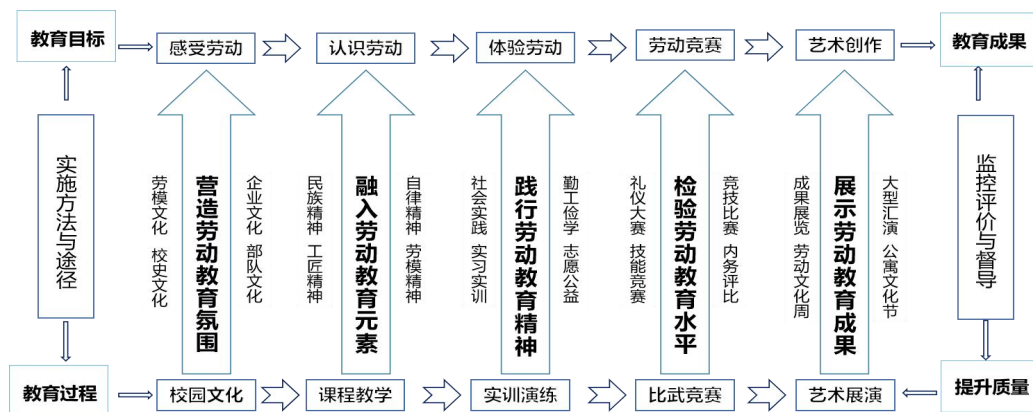 教育目标
感受劳动
认识劳动
体验劳动
劳动竞赛
艺术创作
教育成果
实施方法与途径
劳模文化 校史文化
营造劳动教育氛围
企业文化 部队文化
民族精神 工匠精神
融入劳动教育元素
自律精神 劳模精神
社会实践 实习实训
践行劳动教育精神
勤工俭学 志愿公益
礼仪大赛 技能竞赛
检验劳动教育水平
竞技比赛 内务评比
成果展览 劳动文化周
展示劳动教育成果
大型汇演 公寓文化节
监控评价与督导
教育过程
校园文化
课程教学
实训演练
比武竞赛
艺术展演
提升质量